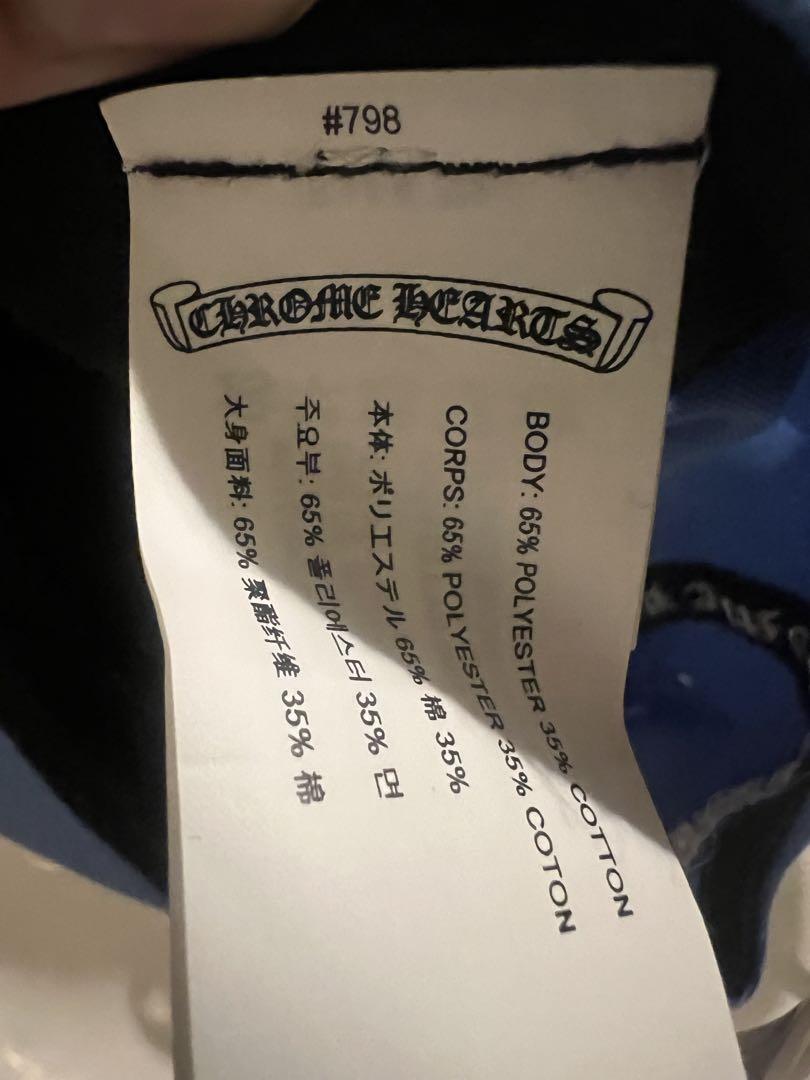 #798
CHROME HEARTS
BODY: 65% POLYESTER 35% COTTON
CORPS: 65% POLYESTER 35% COTON
本体: ポリエステル 65% 棉 35%
주요부: 65% 폴리에스터 35% 면
大身面料: 65% 聚酯纤维 35% 棉